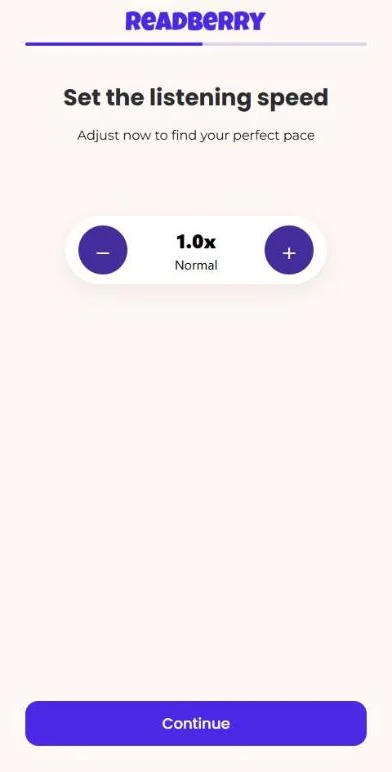 ReaDBeRRY
Set the listening speed
Adjust now to find your perfect pace
− 1.0x +
Normal
Continue